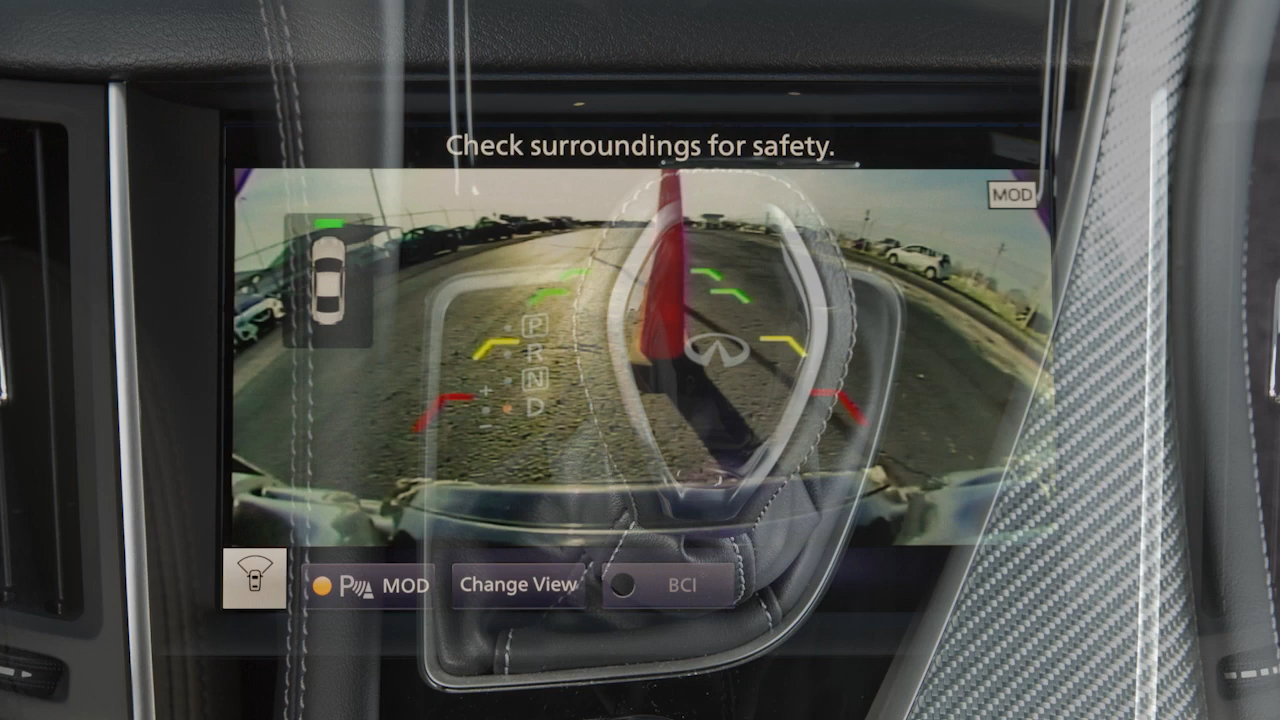 Check surroundings for safety.
MOD
P
R
N
D
+
-
P MOD
Change View
BCI